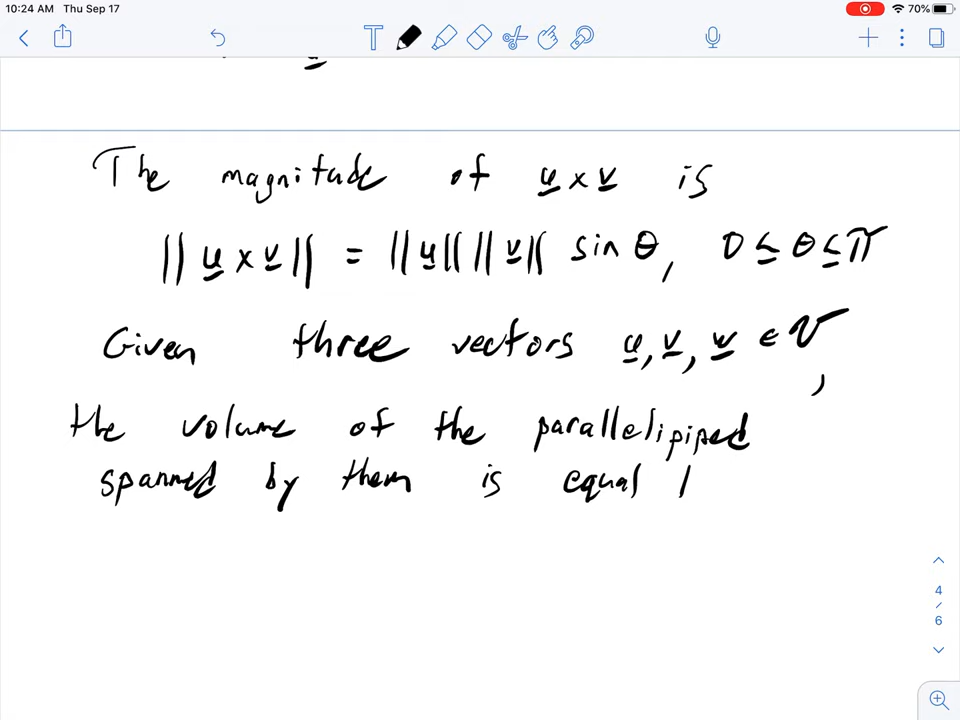 10:24 AM Thu Sep 17
70%
The magnitude of u × v is
||u × v|| = ||u|| ||v|| sin θ, 0 ≤ θ ≤ π
Given three vectors u, v, w ∈ V,
the volume of the parallelipiped
spanned by them is equal
4
/
6